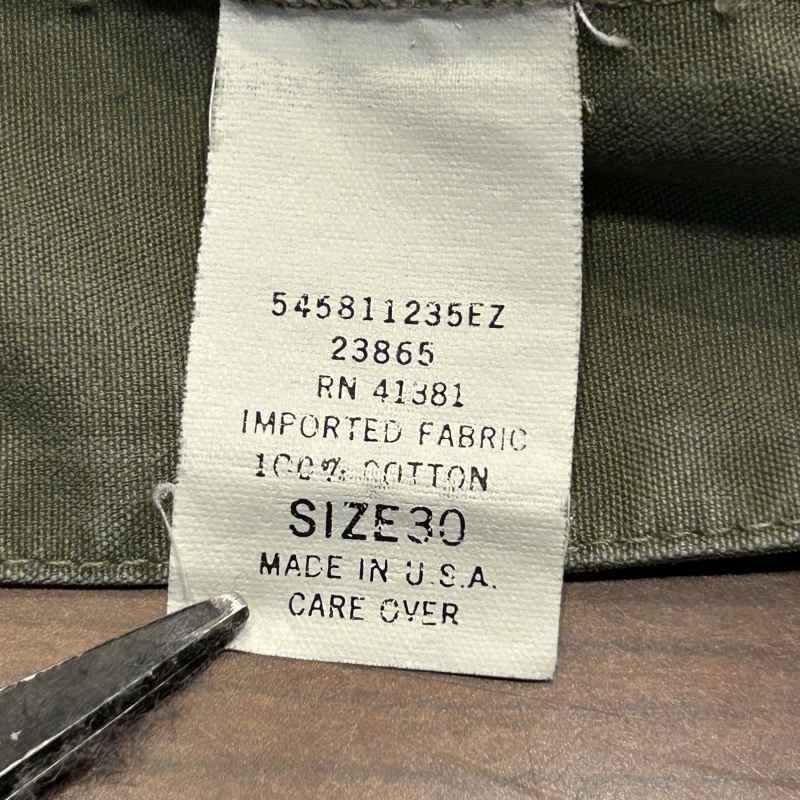 545811235EZ
23865
RN 41381
IMPORTED FABRIC
100% COTTON
SIZE30
MADE IN U.S.A.
CARE OVER